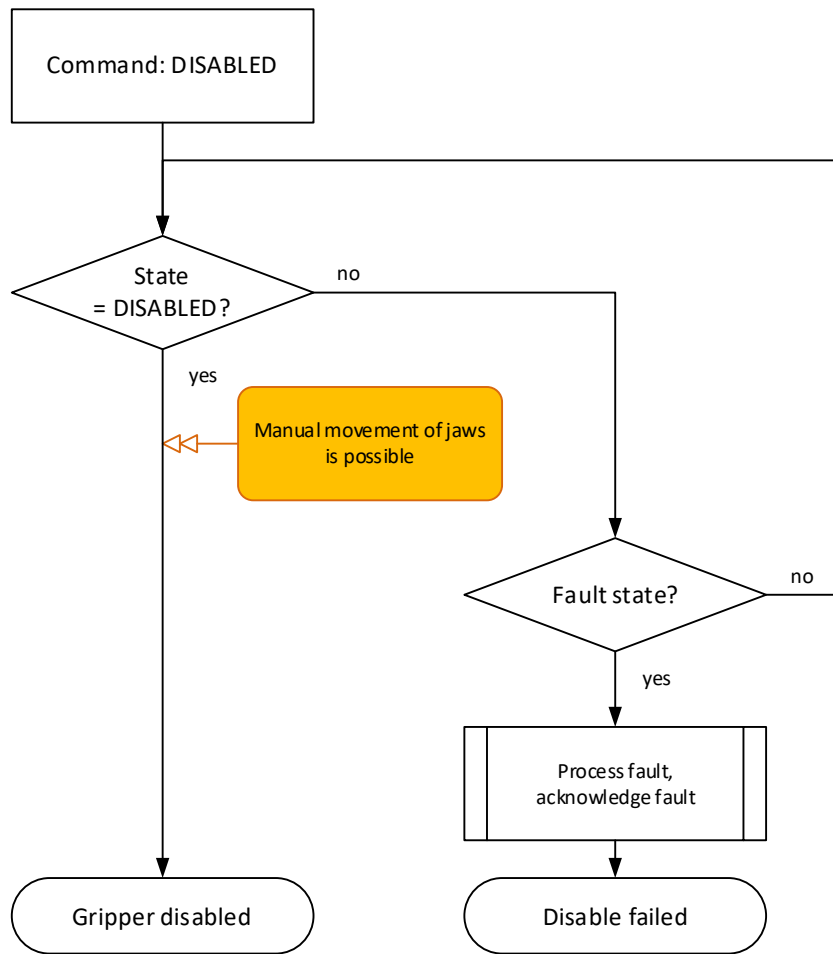 Command: DISABLED
State
= DISABLED?
no
yes
Manual movement of jaws
is possible
Fault state?
no
yes
Process fault,
acknowledge fault
Gripper disabled
Disable failed